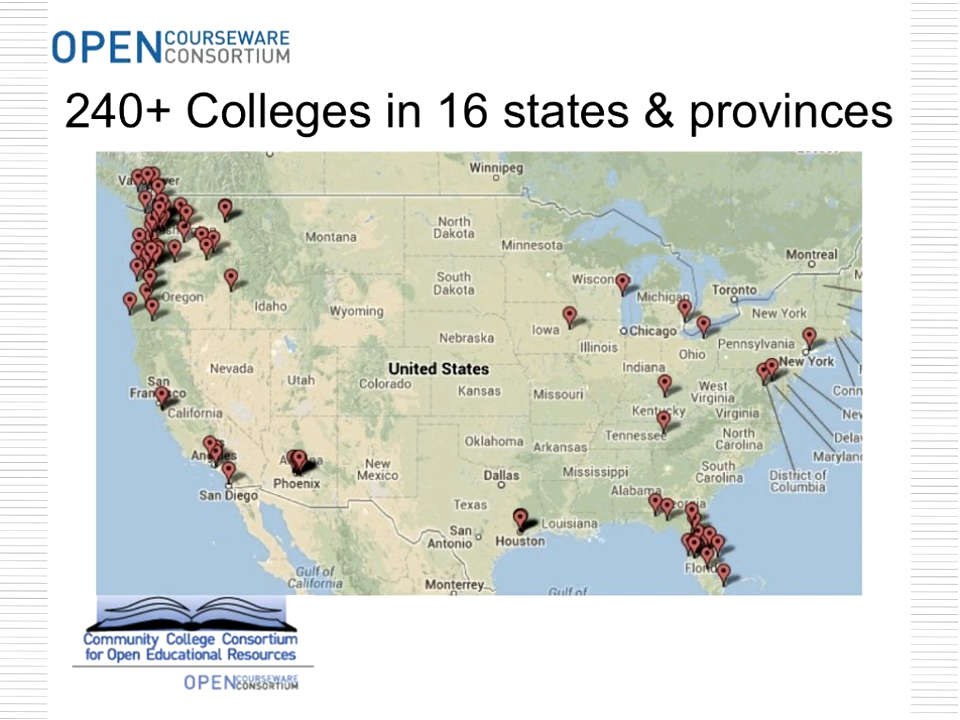 OPEN COURSEWARE
CONSORTIUM
240+ Colleges in 16 states & provinces
Winnipeg
North
Dakota
Montana
Minnesota
Montreal
South
Dakota
Toronto
Michigan
Oregon
Idaho
Wyoming
New York
Iowa
Chicago
Nebraska
Pennsylvania
Illinois
Ohio
New York
Nevada
United States
Indiana
Utah
Colorado
San
Kansas
Missouri
West
Virginia
Conn
California
Kentucky
Virginia
New
Tennessee
North
Carolina
Oklahoma
Arkansas
Dela
Maryland
New
Mexico
Phoenix
Dallas
Mississippi
South
Carolina
District of
Columbia
San Diego
Alabama
Texas
Louisiana
San
Antonio
Houston
Gulf of
California
Monterrey
Gulf of
Community College Consortium
for Open Educational Resources
OPEN COURSEWARE
CONSORTIUM